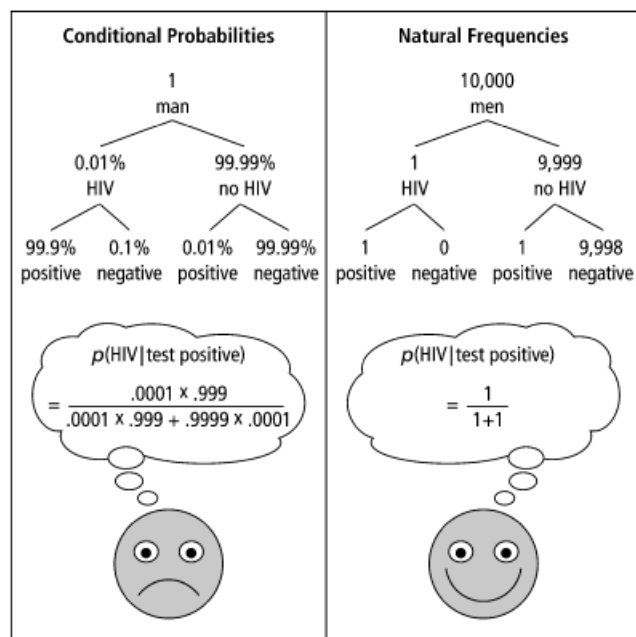 Conditional Probabilities
1
man
0.01%
HIV
99.99%
no HIV
99.9%
positive
0.1%
negative
0.01%
positive
99.99%
negative
p(HIV|test positive)
= .0001 x .999
.0001 x .999 + .9999 x .0001
Natural Frequencies
10,000
men
1
HIV
9,999
no HIV
1
positive
0
negative
1
positive
9,998
negative
p(HIV|test positive)
= 1
1+1